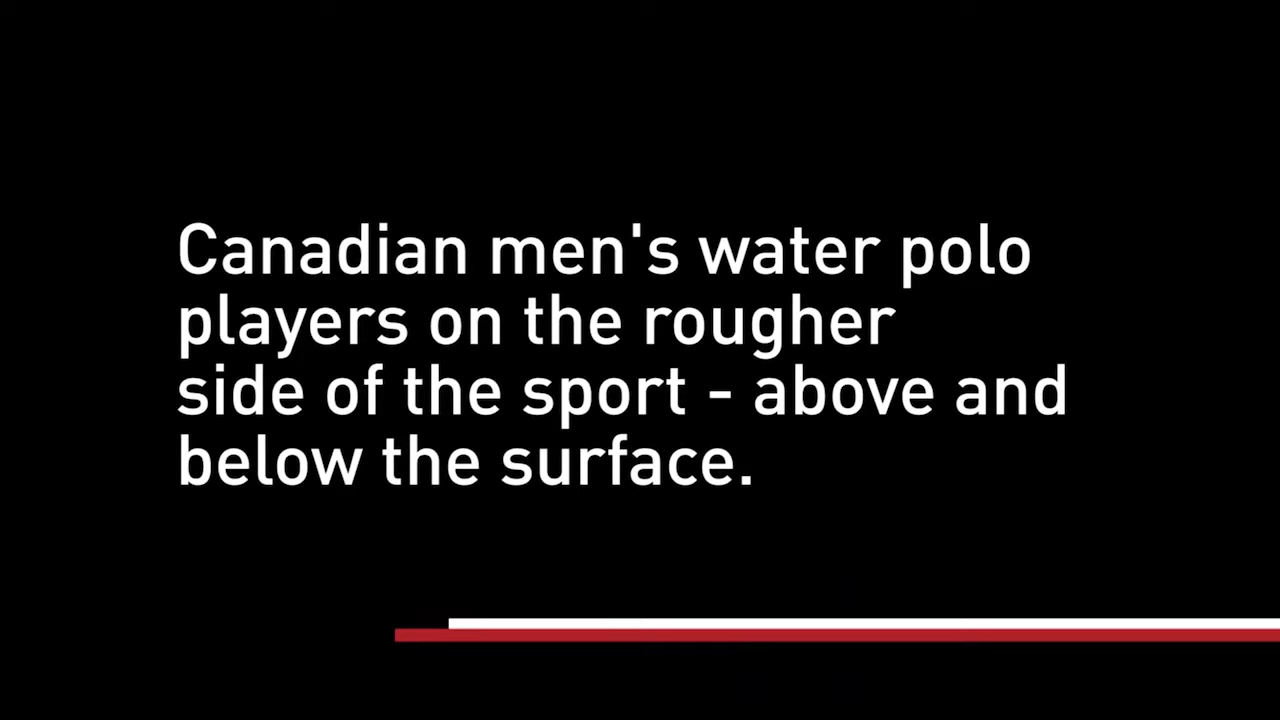 Canadian men's water polo
players on the rougher
side of the sport - above and
below the surface.